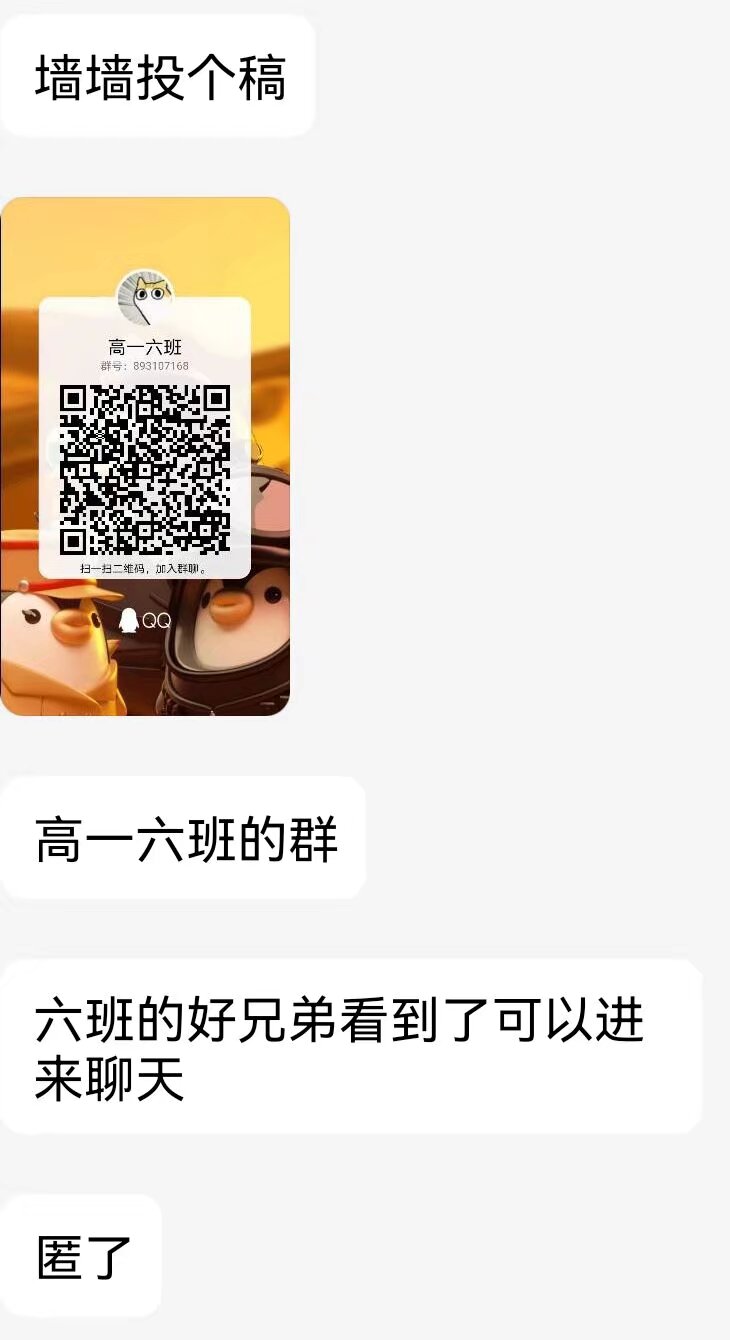 墙墙投个稿
高一六班
群号：893107168
扫一扫二维码，加入群聊。
QQ
高一六班的群
六班的好兄弟看到了可以进
来聊天
匿了